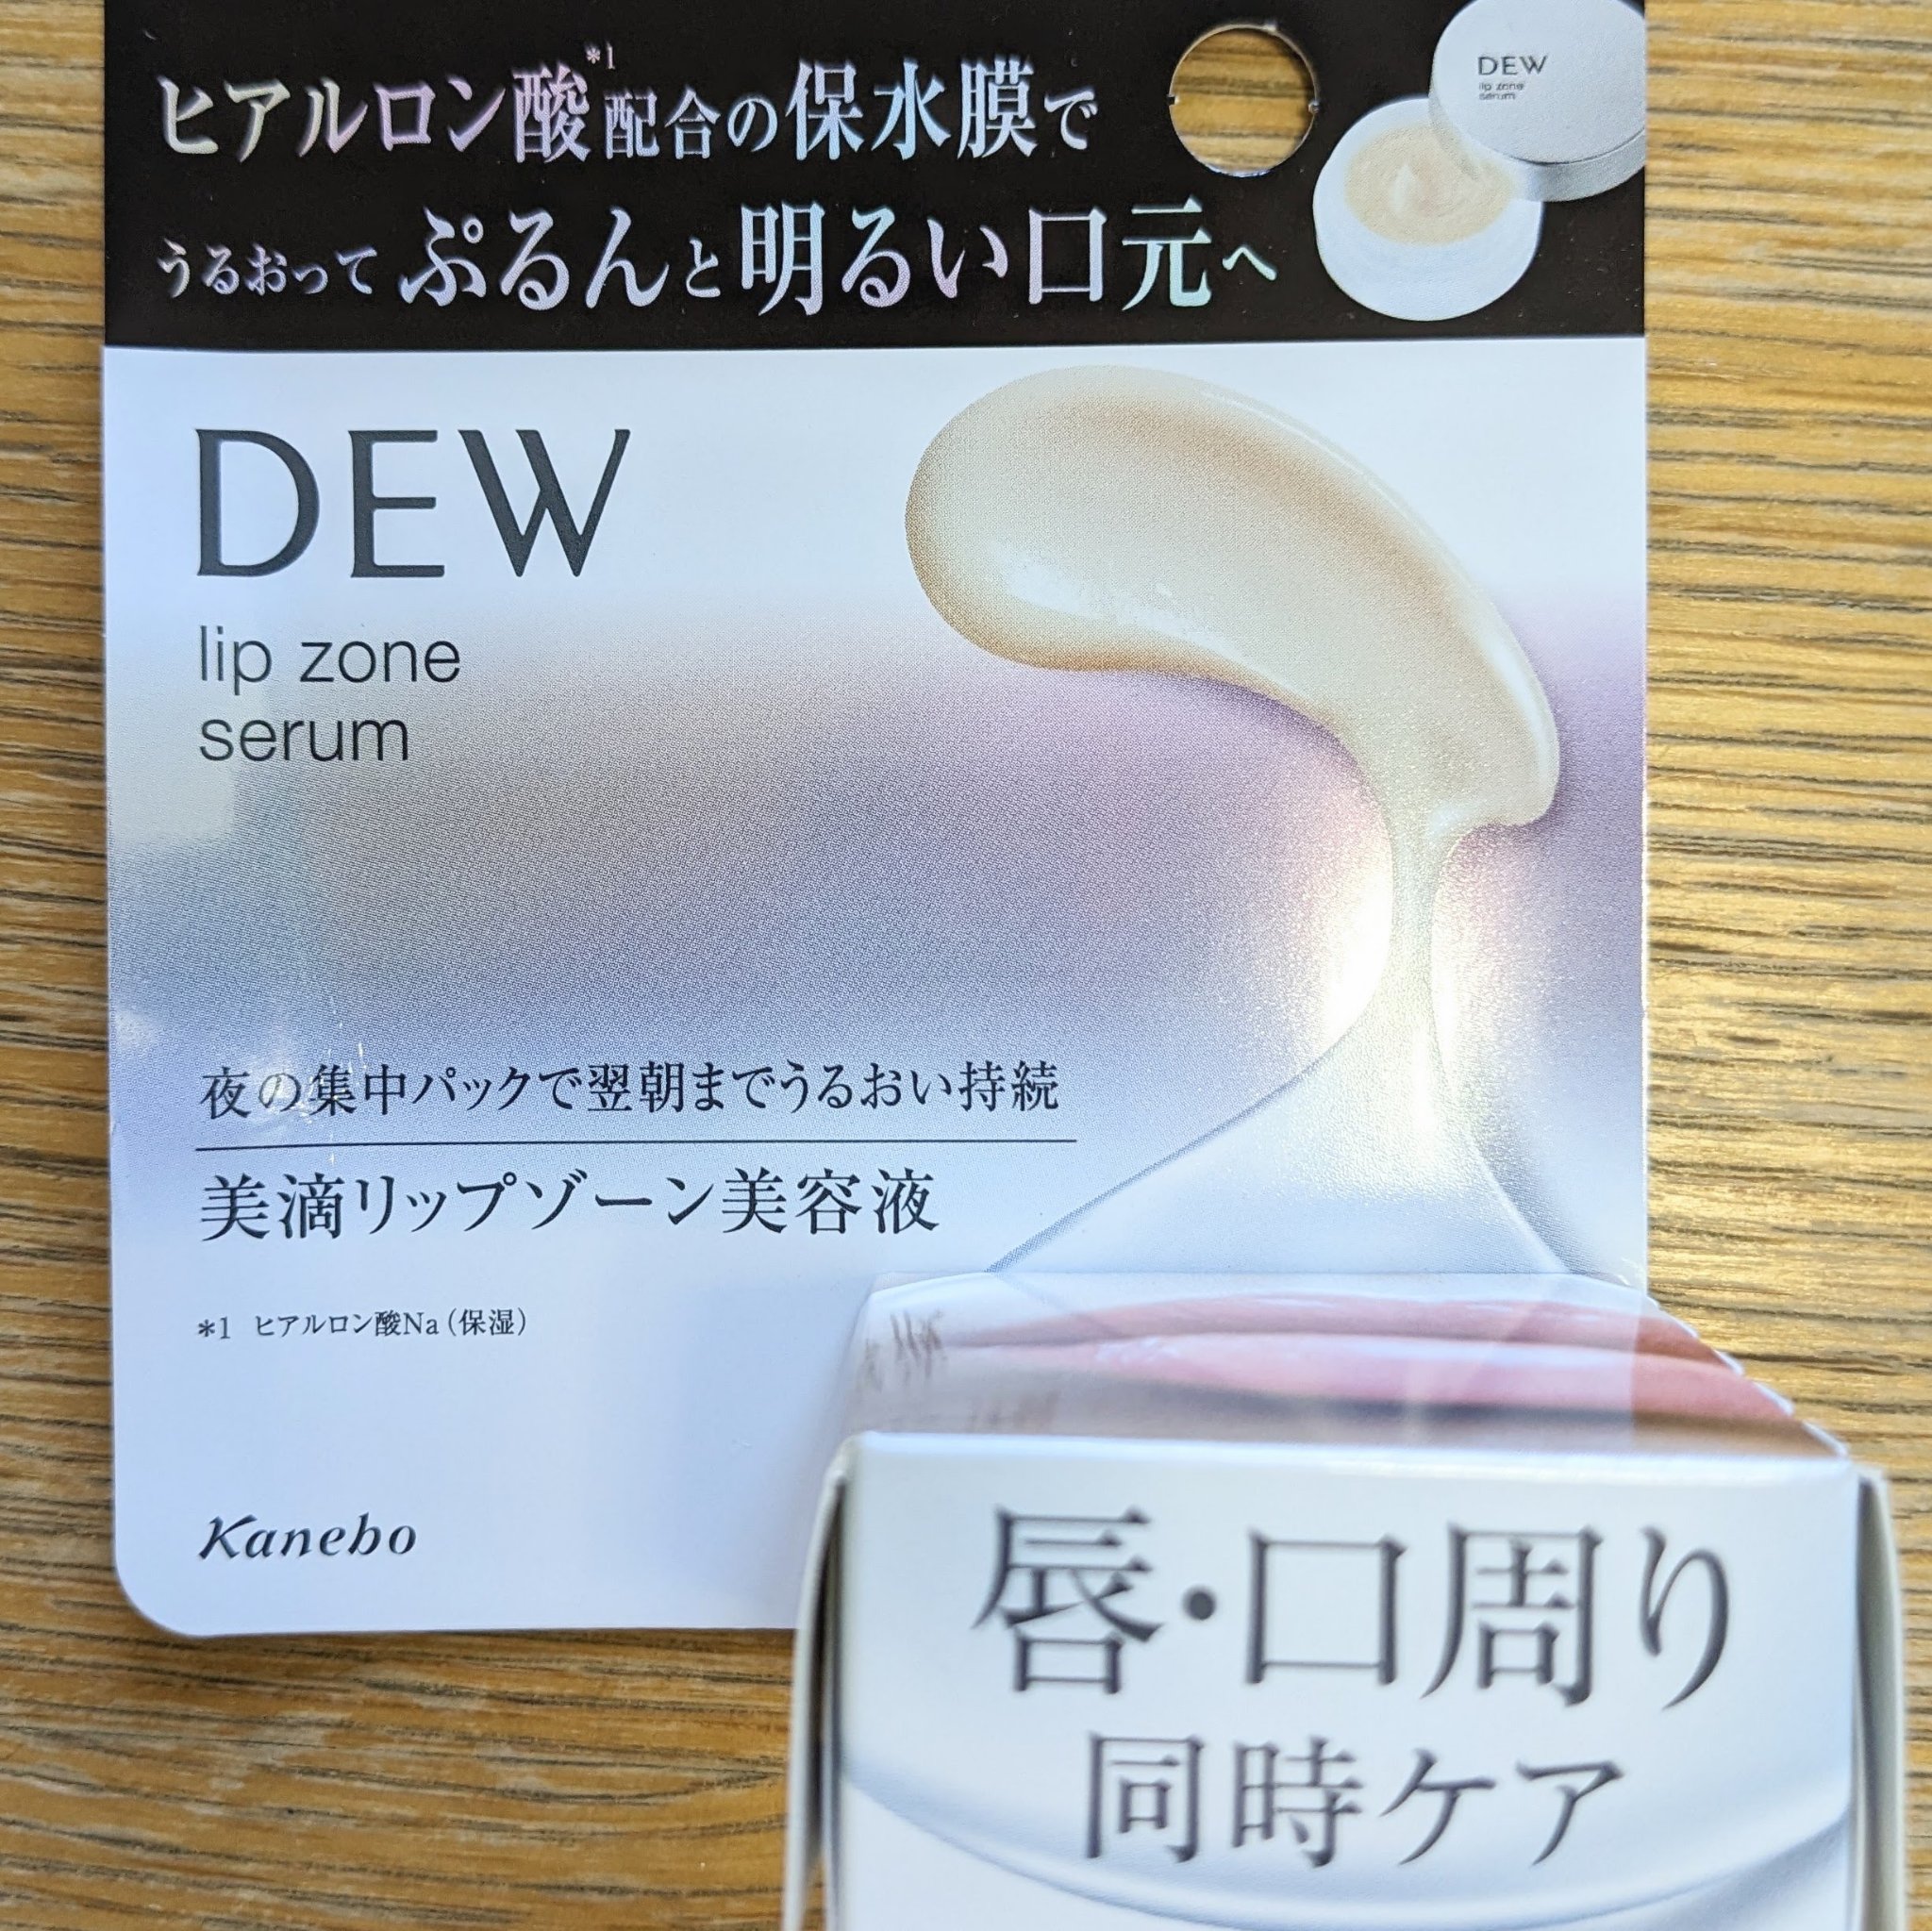 ヒアルロン酸*1配合の保水膜で
うるおってぷるんと明るい口元へ
DEW
lip zone
serum
DEW
lip zone
serum
夜の集中パックで翌朝までうるおい持続
美滴リップゾーン美容液
*1 ヒアルロン酸Na(保湿)
Kanebo
唇・口周り
同時ケア